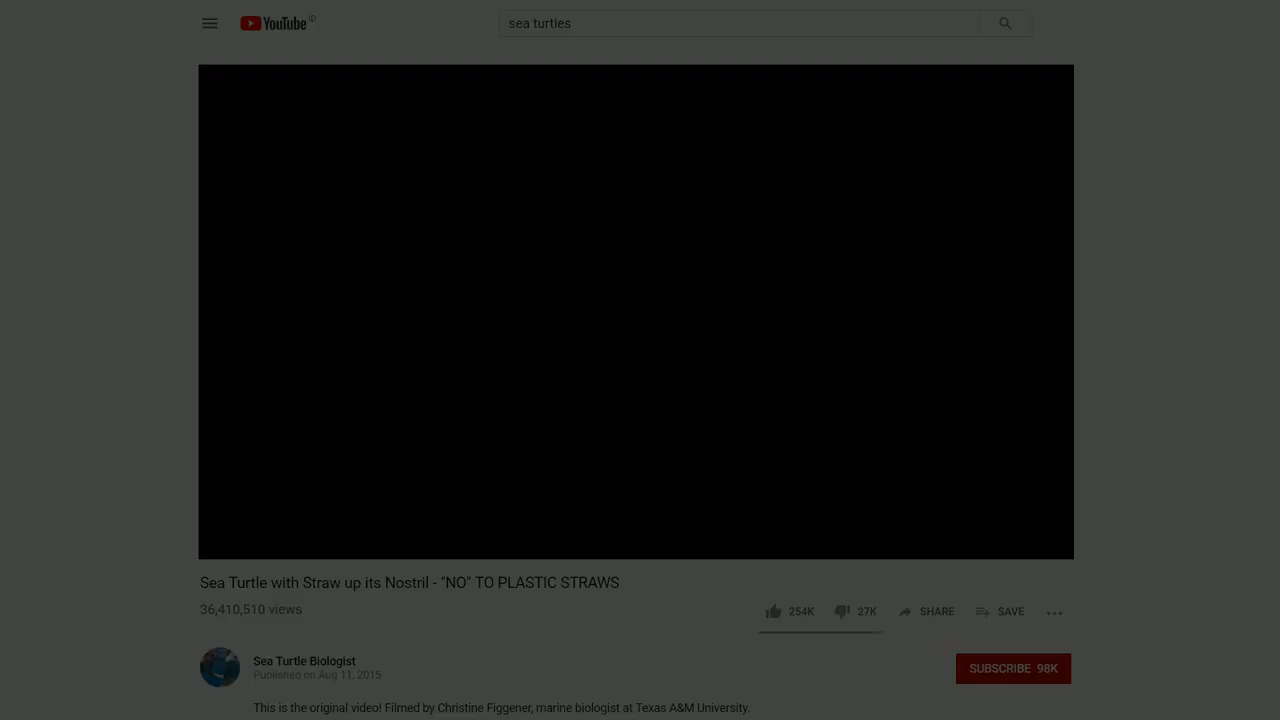 YouTube ID
sea turtles
Sea Turtle with Straw up its Nostril - "NO" TO PLASTIC STRAWS
36,410,510 views
254K 27K SHARE SAVE
Sea Turtle Biologist
Published on Aug 11, 2015
SUBSCRIBE 98K
This is the original video! Filmed by Christine Figgener, marine biologist at Texas A&M University.